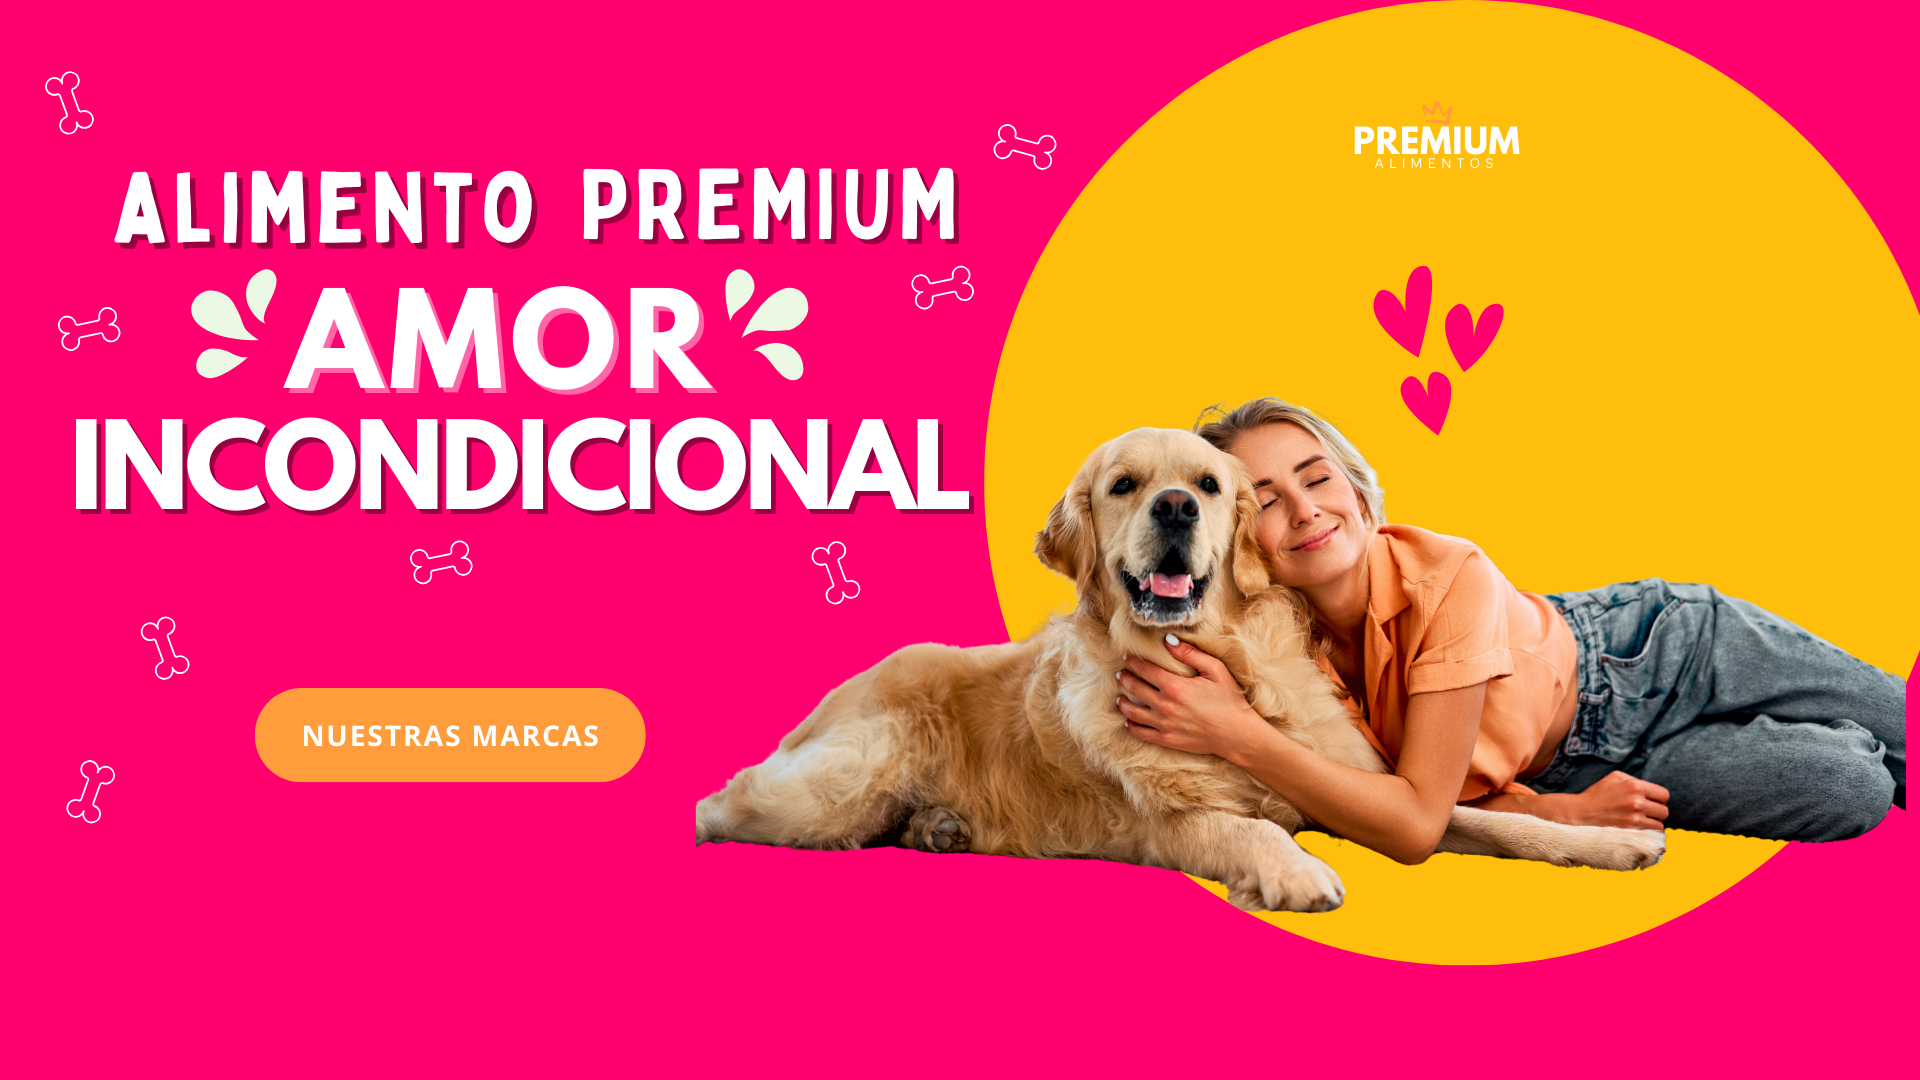 ALIMENTO PREMIUM
AMOR
INCONDICIONAL
NUESTRAS MARCAS
PREMIUM
ALIMENTOS